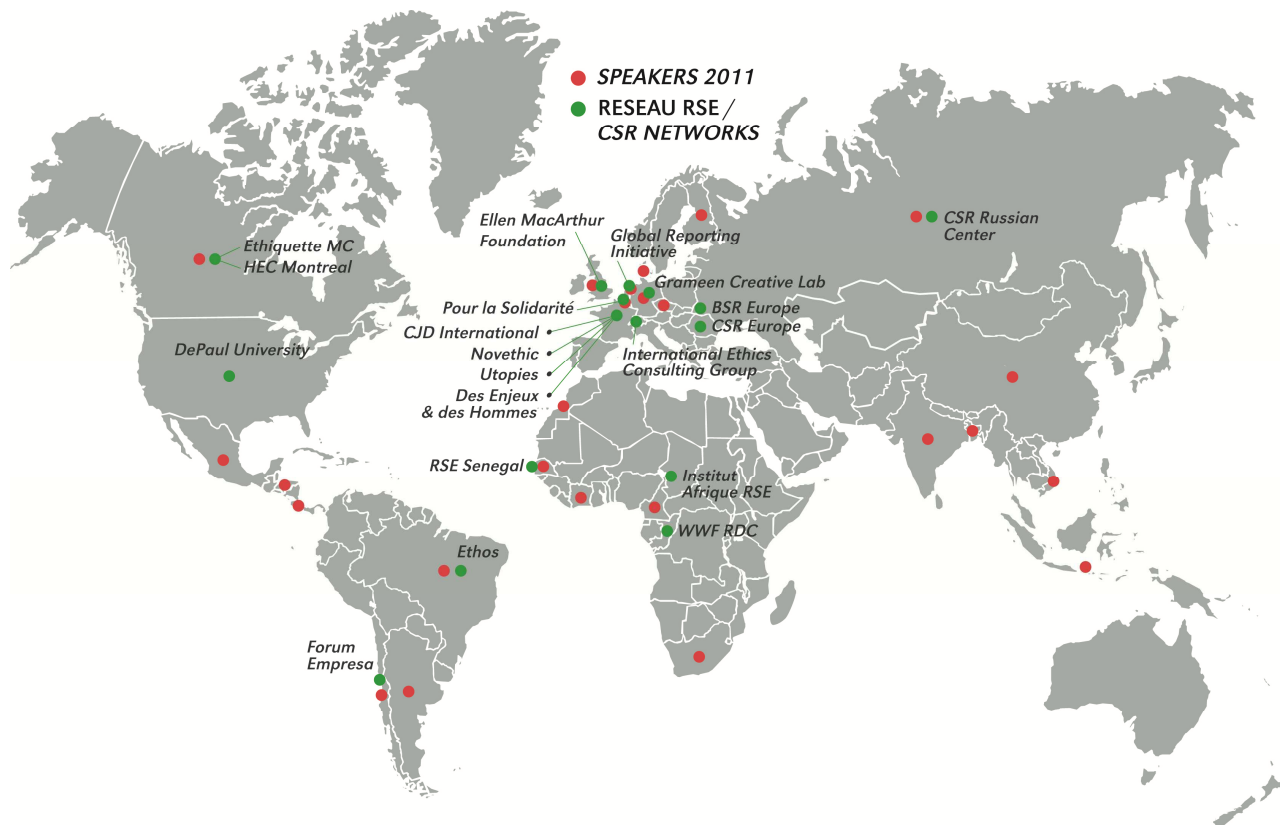 SPEAKERS 2011
RESEAU RSE /
CSR NETWORKS
Ellen MacArthur
Foundation
Global Reporting
Initiative
CSR Russian
Center
Ethiquette MC
HEC Montreal
Grameen Creative Lab
Pour la Solidarité
BSR Europe
CJD International
CSR Europe
DePaul University
Novethic
International Ethics
Consulting Group
Utopies
Des Enjeux
& des Hommes
RSE Senegal
Institut
Afrique RSE
WWF RDC
Ethos
Forum
Empresa